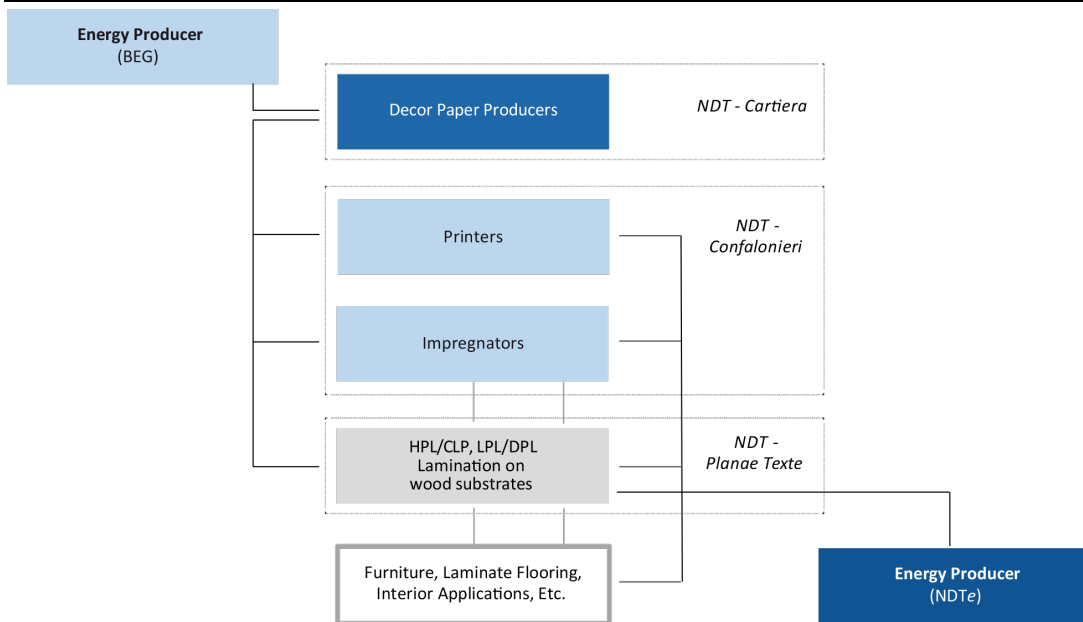 Energy Producer
(BEG)
Decor Paper Producers
NDT - Cartiera
Printers
NDT -
Confalonieri
Impregnators
HPL/CLP, LPL/DPL
Lamination on
wood substrates
NDT -
Planae Texte
Furniture, Laminate Flooring,
Interior Applications, Etc.
Energy Producer
(NDTe)